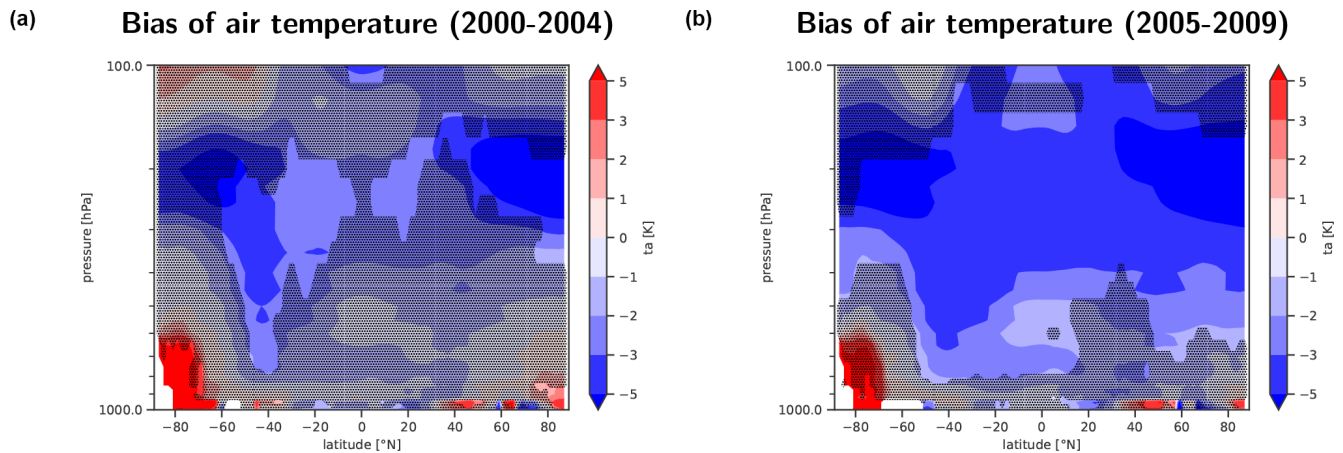 (a)
Bias of air temperature (2000-2004)
100.0
1000.0
pressure [hPa]
−80 −60 −40 −20 0 20 40 60 80
latitude [°N]
5
3
2
1
0
−1
−2
−3
−5
ta [K]
(b)
Bias of air temperature (2005-2009)
100.0
1000.0
pressure [hPa]
−80 −60 −40 −20 0 20 40 60 80
latitude [°N]
5
3
2
1
0
−1
−2
−3
−5
ta [K]